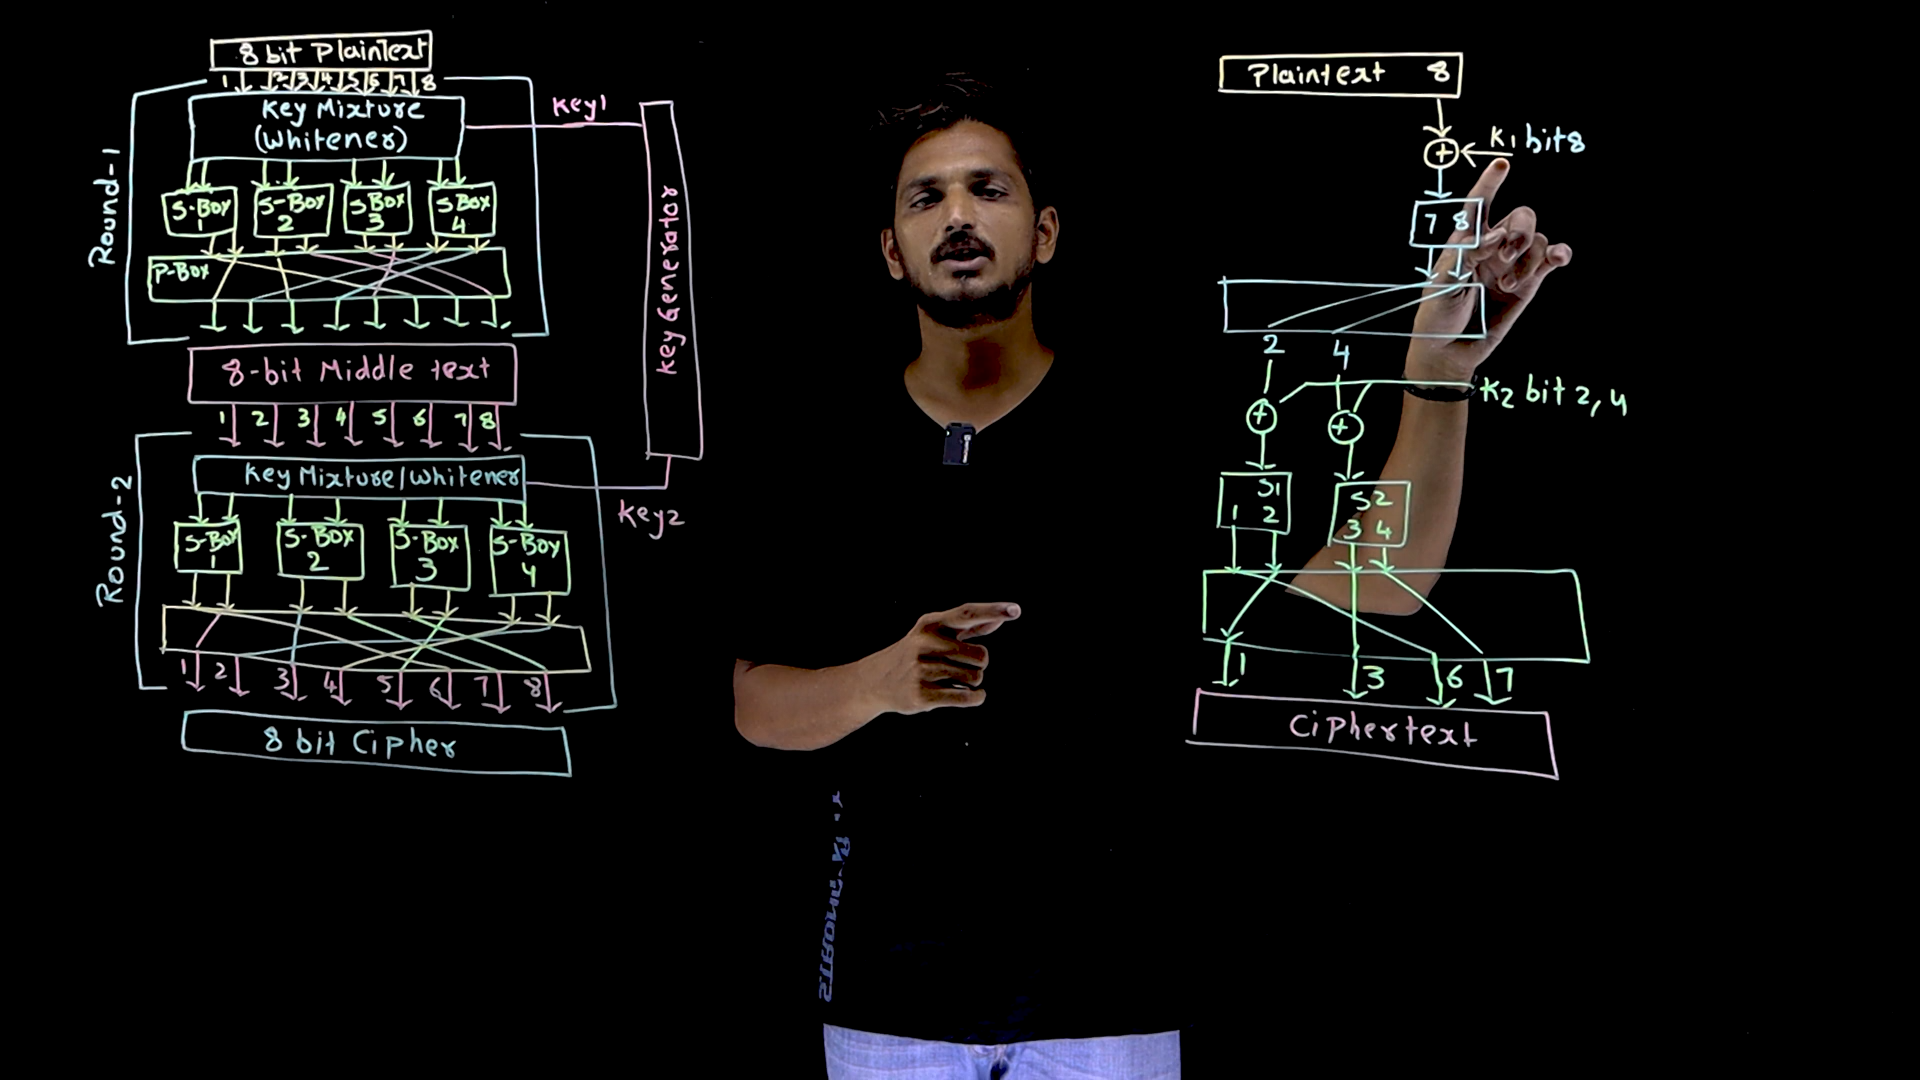 8 bit PlainText
1 2 3 4 5 6 7 8
Key Mixture
(Whitener)
Key1
Round-1
S-Box
1
S-Box
2
SBox
3
SBox
4
P-Box
Key Generator
8-bit Middle text
1 2 3 4 5 6 7 8
Key Mixture/Whitener
Key2
Round-2
S-Box
1
S-Box
2
S-Box
3
S-Box
4
1 2 3 4 5 6 7 8
8 bit Cipher
Plaintext 8
K1 bit8
7 8
2 4
K2 bit 2, 4
S1
1 2
S2
3 4
1 3 6 7
Ciphertext